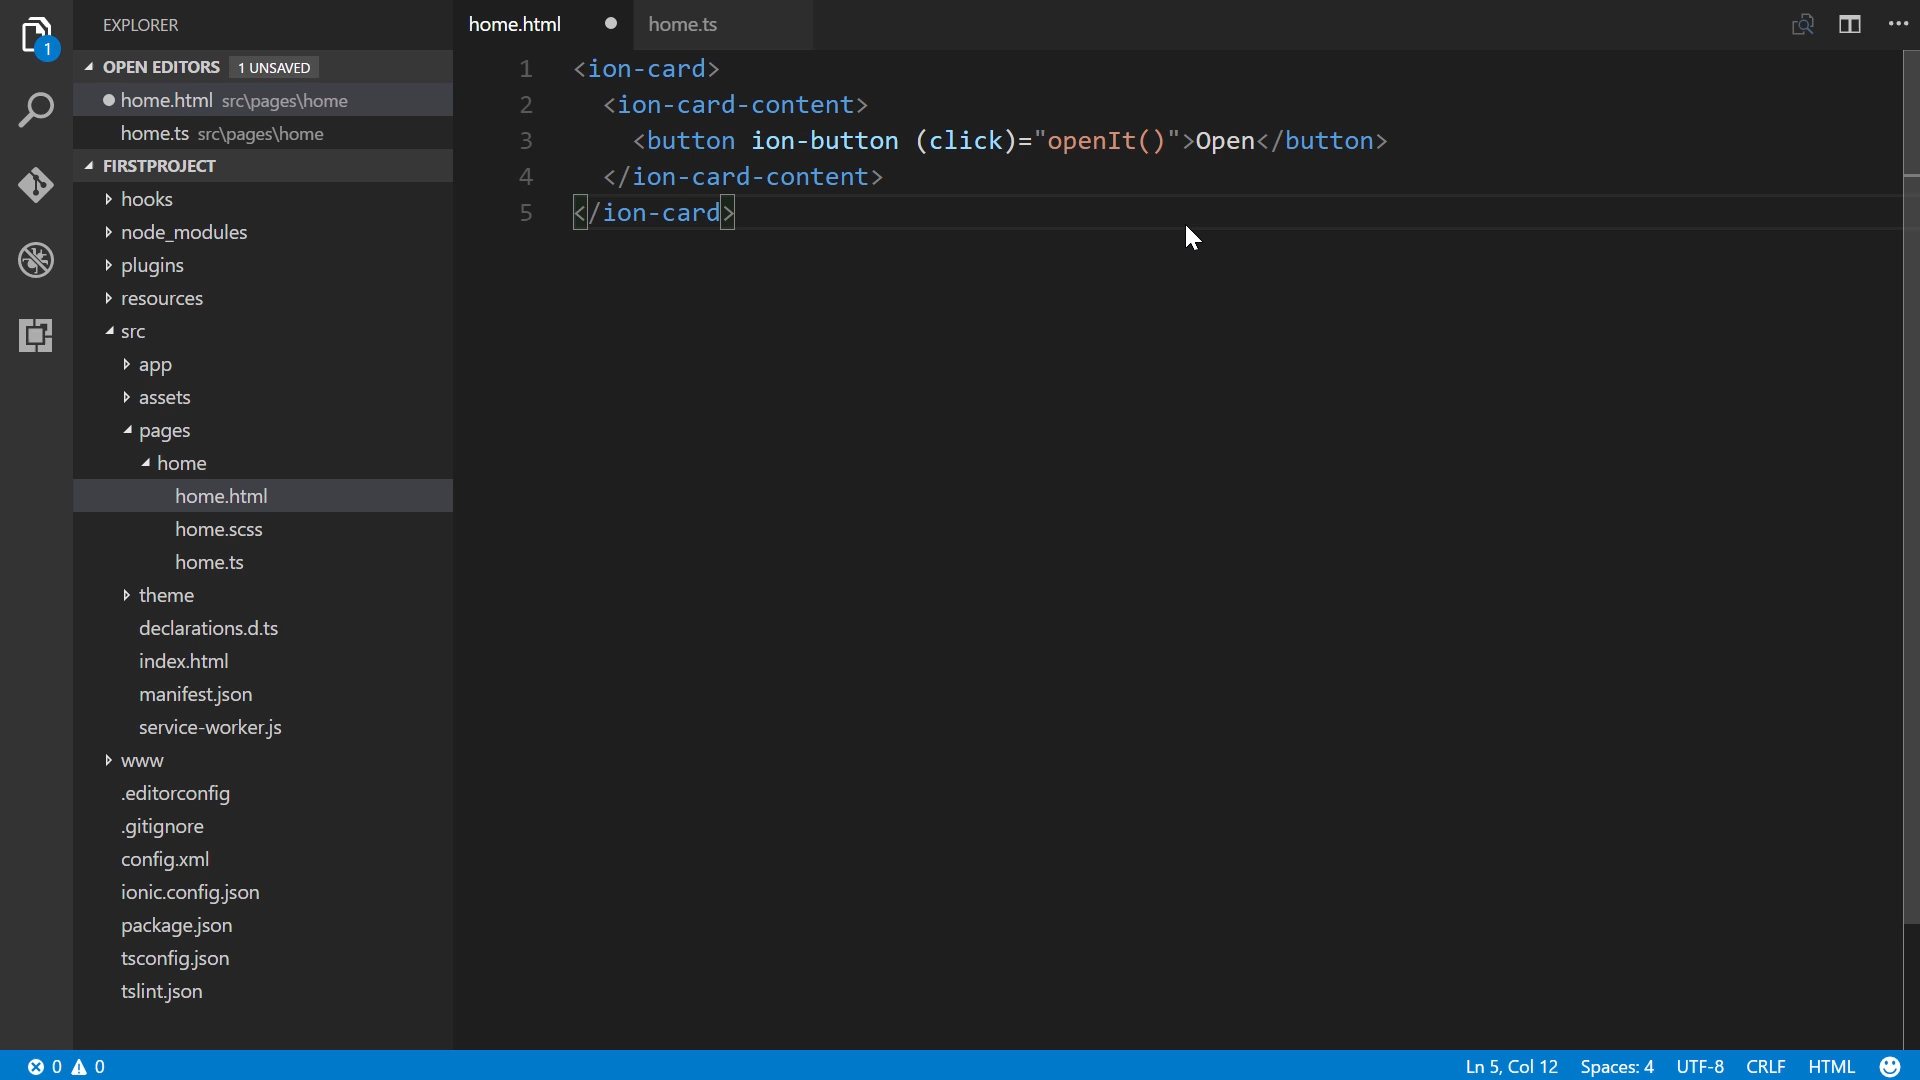 1
EXPLORER
OPEN EDITORS 1 UNSAVED
home.html src\pages\home
home.ts src\pages\home
FIRSTPROJECT
hooks
node_modules
plugins
resources
src
app
assets
pages
home
home.html
home.scss
home.ts
theme
declarations.d.ts
index.html
manifest.json
service-worker.js
www
.editorconfig
.gitignore
config.xml
ionic.config.json
package.json
tsconfig.json
tslint.json
home.html home.ts
1 <ion-card>
2 <ion-card-content>
3 <button ion-button (click)="openIt()">Open</button>
4 </ion-card-content>
5 </ion-card>
0 0 Ln 5, Col 12 Spaces: 4 UTF-8 CRLF HTML